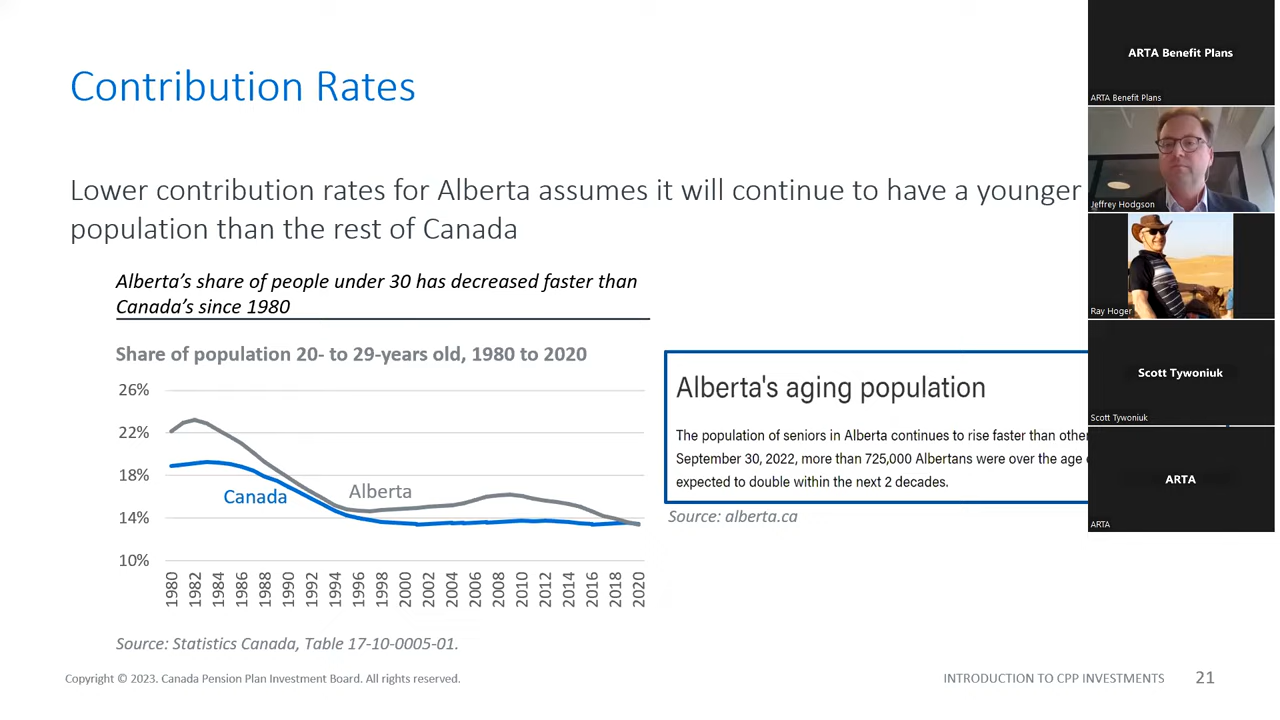 Contribution Rates
Lower contribution rates for Alberta assumes it will continue to have a younger
population than the rest of Canada
Alberta's share of people under 30 has decreased faster than
Canada's since 1980
Share of population 20- to 29-years old, 1980 to 2020
26%
22%
18%
14%
10%
Canada
Alberta
1980
1982
1984
1986
1988
1990
1992
1994
1996
1998
2000
2002
2004
2006
2008
2010
2012
2014
2016
2018
2020
Source: Statistics Canada, Table 17-10-0005-01.
Alberta's aging population
The population of seniors in Alberta continues to rise faster than other
September 30, 2022, more than 725,000 Albertans were over the age
expected to double within the next 2 decades.
Source: alberta.ca
Copyright © 2023. Canada Pension Plan Investment Board. All rights reserved.
INTRODUCTION TO CPP INVESTMENTS
21
ARTA Benefit Plans
ARTA Benefit Plans
Jeffrey Hodgson
Ray Hoger
Scott Tywoniuk
Scott Tywoniuk
ARTA
ARTA